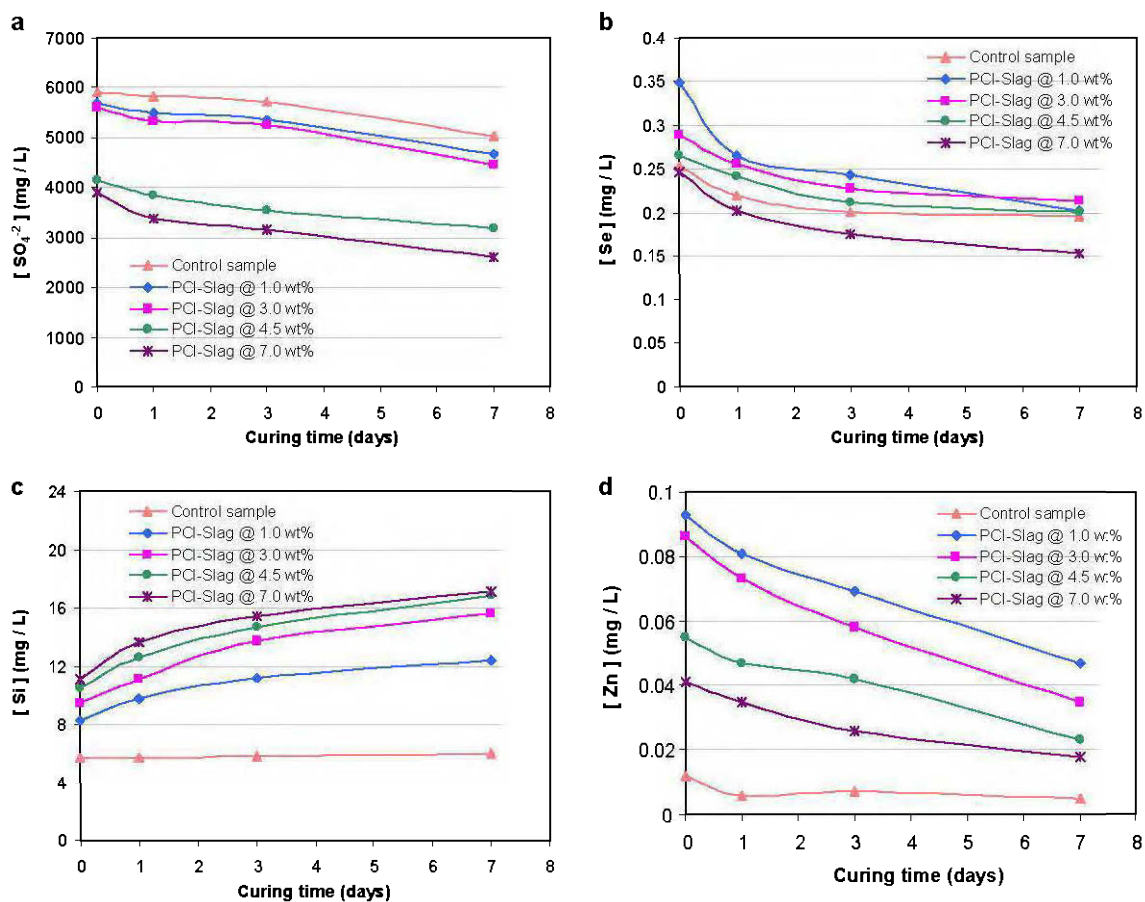 a
7000
6000
5000
4000
3000
2000
1000
0
[ SO4-2 ] (mg / L)
Control sample
PCI-Slag @ 1.0 wt%
PCI-Slag @ 3.0 wt%
PCI-Slag @ 4.5 wt%
PCI-Slag @ 7.0 wt%
0 1 2 3 4 5 6 7 8
Curing time (days)
b
0.4
0.35
0.3
0.25
0.2
0.15
0.1
0.05
0
[ Se ] (mg / L)
Control sample
PCI-Slag @ 1.0 wt%
PCI-Slag @ 3.0 wt%
PCI-Slag @ 4.5 wt%
PCI-Slag @ 7.0 wt%
0 1 2 3 4 5 6 7 8
Curing time (days)
c
24
20
16
12
8
4
0
[ Si ] (mg / L)
Control sample
PCI-Slag @ 1.0 wt%
PCI-Slag @ 3.0 wt%
PCI-Slag @ 4.5 wt%
PCI-Slag @ 7.0 wt%
0 1 2 3 4 5 6 7 8
Curing time (days)
d
0.1
0.08
0.06
0.04
0.02
0
[ Zn ] (mg / L)
Control sample
PCI-Slag @ 1.0 wt%
PCI-Slag @ 3.0 wt%
PCI-Slag @ 4.5 wt%
PCI-Slag @ 7.0 wt%
0 1 2 3 4 5 6 7 8
Curing time (days)